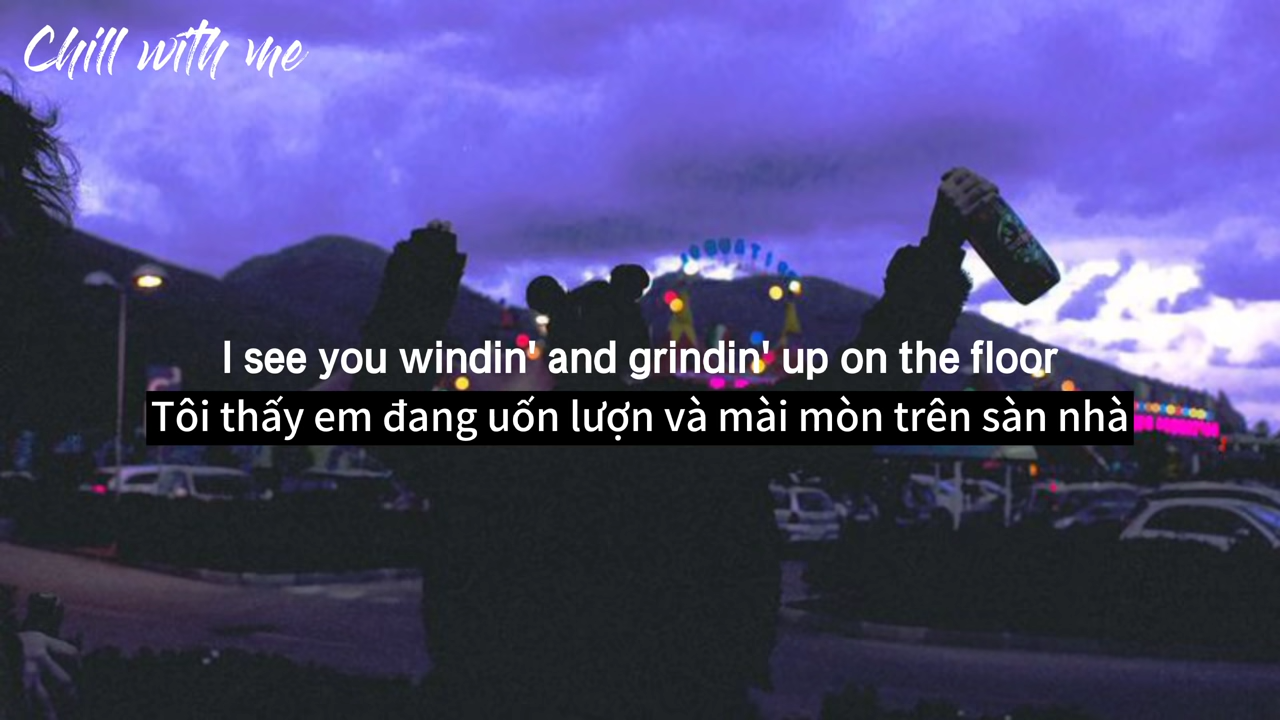 Chill with me
I see you windin' and grindin' up on the floor
Tôi thấy em đang uốn lượn và mài mòn trên sàn nhà